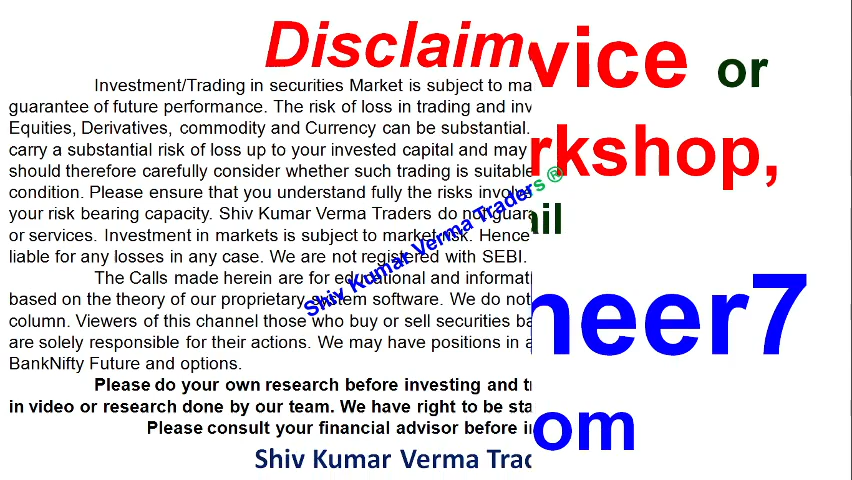 Disclaim
Investment/Trading in securities Market is subject to ma
guarantee of future performance. The risk of loss in trading and inv
Equities, Derivatives, commodity and Currency can be substantial.
carry a substantial risk of loss up to your invested capital and may
should therefore carefully consider whether such trading is suitable
condition. Please ensure that you understand fully the risks involve
your risk bearing capacity. Shiv Kumar Verma Traders do not guara
or services. Investment in markets is subject to market risk. Hence
liable for any losses in any case. We are not registered with SEBI.
The Calls made herein are for educational and informat
based on the theory of our proprietary system software. We do not
column. Viewers of this channel those who buy or sell securities ba
are solely responsible for their actions. We may have positions in a
BankNifty Future and options.
Please do your own research before investing and tr
in video or research done by our team. We have right to be sta
Please consult your financial advisor before in
Shiv Kumar Verma Trad
Shiv Kumar Verma Traders ®
vice or
rkshop,
ail
neer7
om